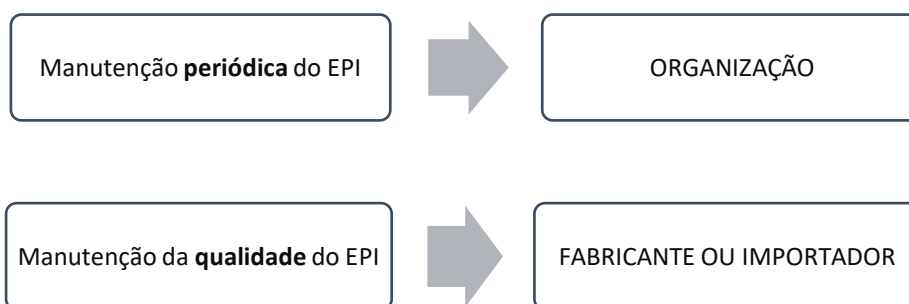 Manutenção periódica do EPI
ORGANIZAÇÃO
Manutenção da qualidade do EPI
FABRICANTE OU IMPORTADOR